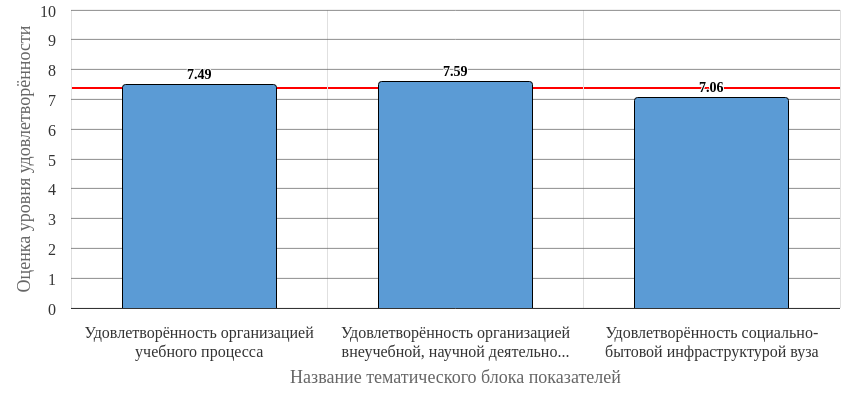 Оценка уровня удовлетворённости
10
9
8
7
6
5
4
3
2
1
0
7.49
7.59
7.06
Удовлетворённость организацией
учебного процесса
Удовлетворённость организацией
внеучебной, научной деятельно...
Удовлетворённость социально-
бытовой инфраструктурой вуза
Название тематического блока показателей